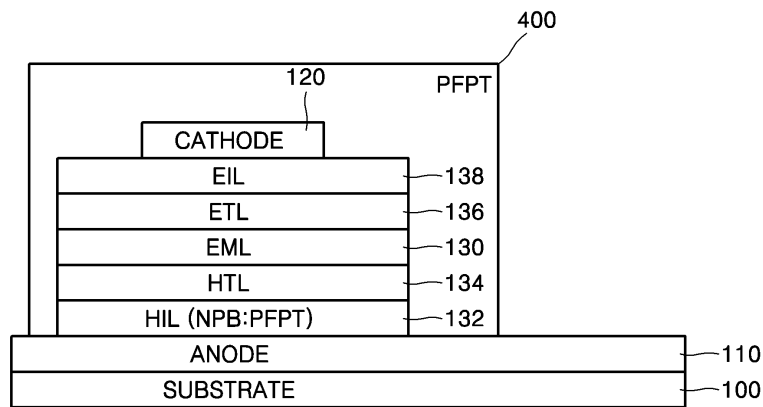 400
PFPT
120
CATHODE
EIL 138
ETL 136
EML 130
HTL 134
HIL (NPB:PFPT) 132
ANODE 110
SUBSTRATE 100